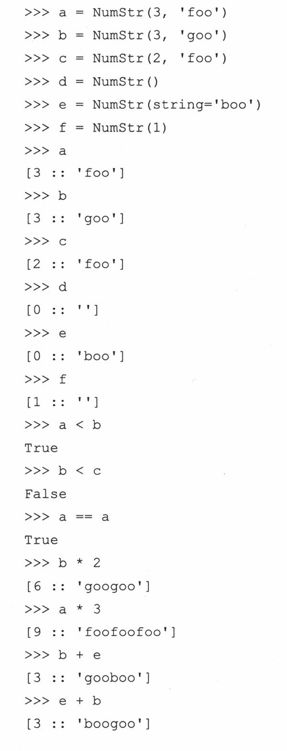 >>> a = NumStr(3, 'foo')
>>> b = NumStr(3, 'goo')
>>> c = NumStr(2, 'foo')
>>> d = NumStr()
>>> e = NumStr(string='boo')
>>> f = NumStr(1)
>>> a
[3 :: 'foo']
>>> b
[3 :: 'goo']
>>> c
[2 :: 'foo']
>>> d
[0 :: '']
>>> e
[0 :: 'boo']
>>> f
[1 :: '']
>>> a < b
True
>>> b < c
False
>>> a == a
True
>>> b * 2
[6 :: 'googoo']
>>> a * 3
[9 :: 'foofoofoo']
>>> b + e
[3 :: 'gooboo']
>>> e + b
[3 :: 'boogoo']